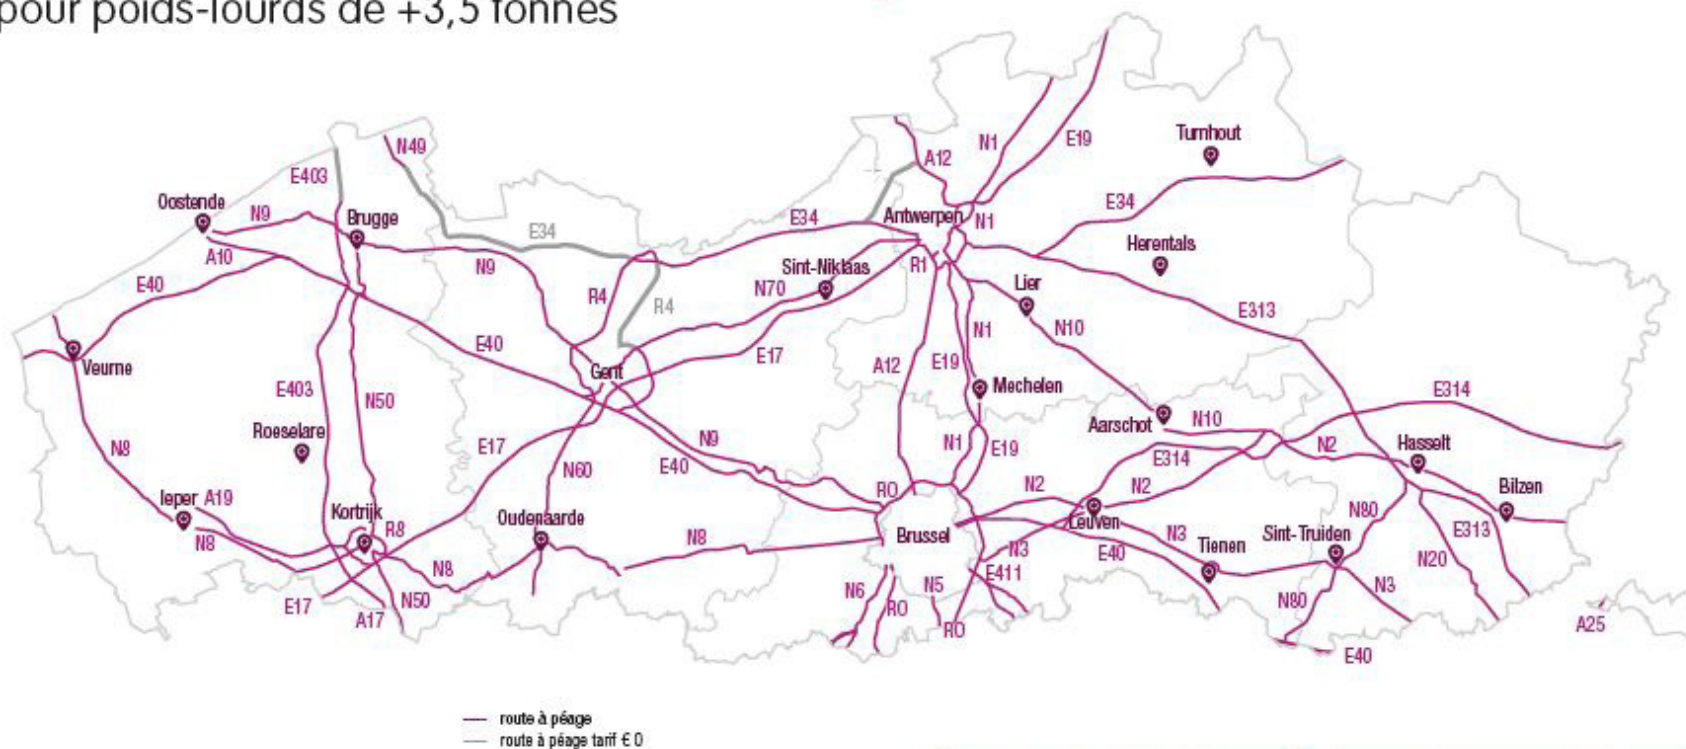 pour poids-lourds de +3,5 tonnes
N49
N1
E19
Turnhout
A12
E403
Oostende
N9
Brugge
E34
E34
Antwerpen
N1
E34
A10
N9
Sint-Niklaas
R1
Herentals
E40
R4
N70
R4
Lier
E313
N1
N10
Veurne
E40
E17
A12
E19
Gent
Mechelen
E403
N50
E314
Aarschot
N10
Roeselare
N8
E17
N9
N1
E19
N2
Hasselt
E40
N60
E314
N2
N2
Bilzen
Ieper
A19
RO
Kortrijk
R8
Oudenaarde
N80
Leuven
Brussel
N8
N8
N3
N3
Tienen
Sint-Truiden
E313
E40
N20
N8
E411
E17
N50
N6
N5
RO
N80
N3
A17
RO
A25
E40
route à péage
route à péage tarif € 0